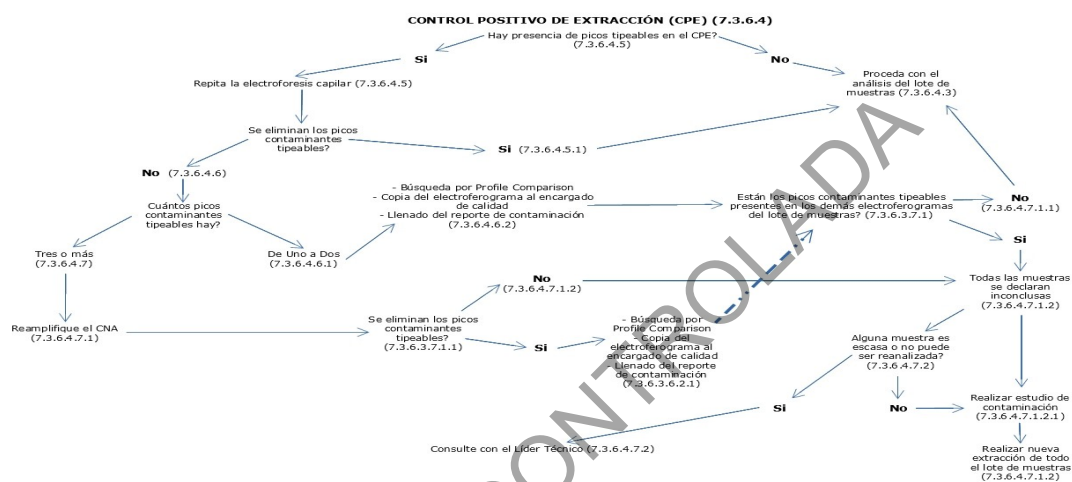 CONTROL POSITIVO DE EXTRACCIÓN (CPE) (7.3.6.4)
Hay presencia de picos tipeables en el CPE?
(7.3.6.4.5)
Si
No
Repita la electroforesis capilar (7.3.6.4.5)
Proceda con el
análisis del lote de
muestras (7.3.6.4.3)
Se eliminan los picos
contaminantes
tipeables?
Si (7.3.6.4.5.1)
No (7.3.6.4.6)
Cuántos picos
contaminantes
tipeables hay?
- Búsqueda por Profile Comparison
- Copia del electroferograma al encargado
de calidad
- Llenado del reporte de contaminación
(7.3.6.4.6.2)
Están los picos contaminantes tipeables
presentes en los demás electroferogramas
del lote de muestras? (7.3.6.3.7.1)
No
(7.3.6.4.7.1.1)
Si
Tres o más
(7.3.6.4.7)
De Uno a Dos
(7.3.6.4.6.1)
No
(7.3.6.4.7.1.2)
Todas las muestras
se declaran
inconclusas
(7.3.6.4.7.1.2)
Reamplifique el CNA
(7.3.6.4.7.1)
Se eliminan los picos
contaminantes
tipeables?
(7.3.6.3.7.1.1)
Si
- Búsqueda por
Profile Comparison
- Copia del
electroferograma al
encargado de calidad
- Llenado del reporte
de contaminación
(7.3.6.3.6.2.1)
Alguna muestra es
escasa o no puede
ser reanalizada?
(7.3.6.4.7.2)
Si
No
Realizar estudio de
contaminación
(7.3.6.4.7.1.2.1)
Consulte con el Líder Técnico (7.3.6.4.7.2)
Realizar nueva
extracción de todo
el lote de muestras
(7.3.6.4.7.1.2)
CONTROLADA